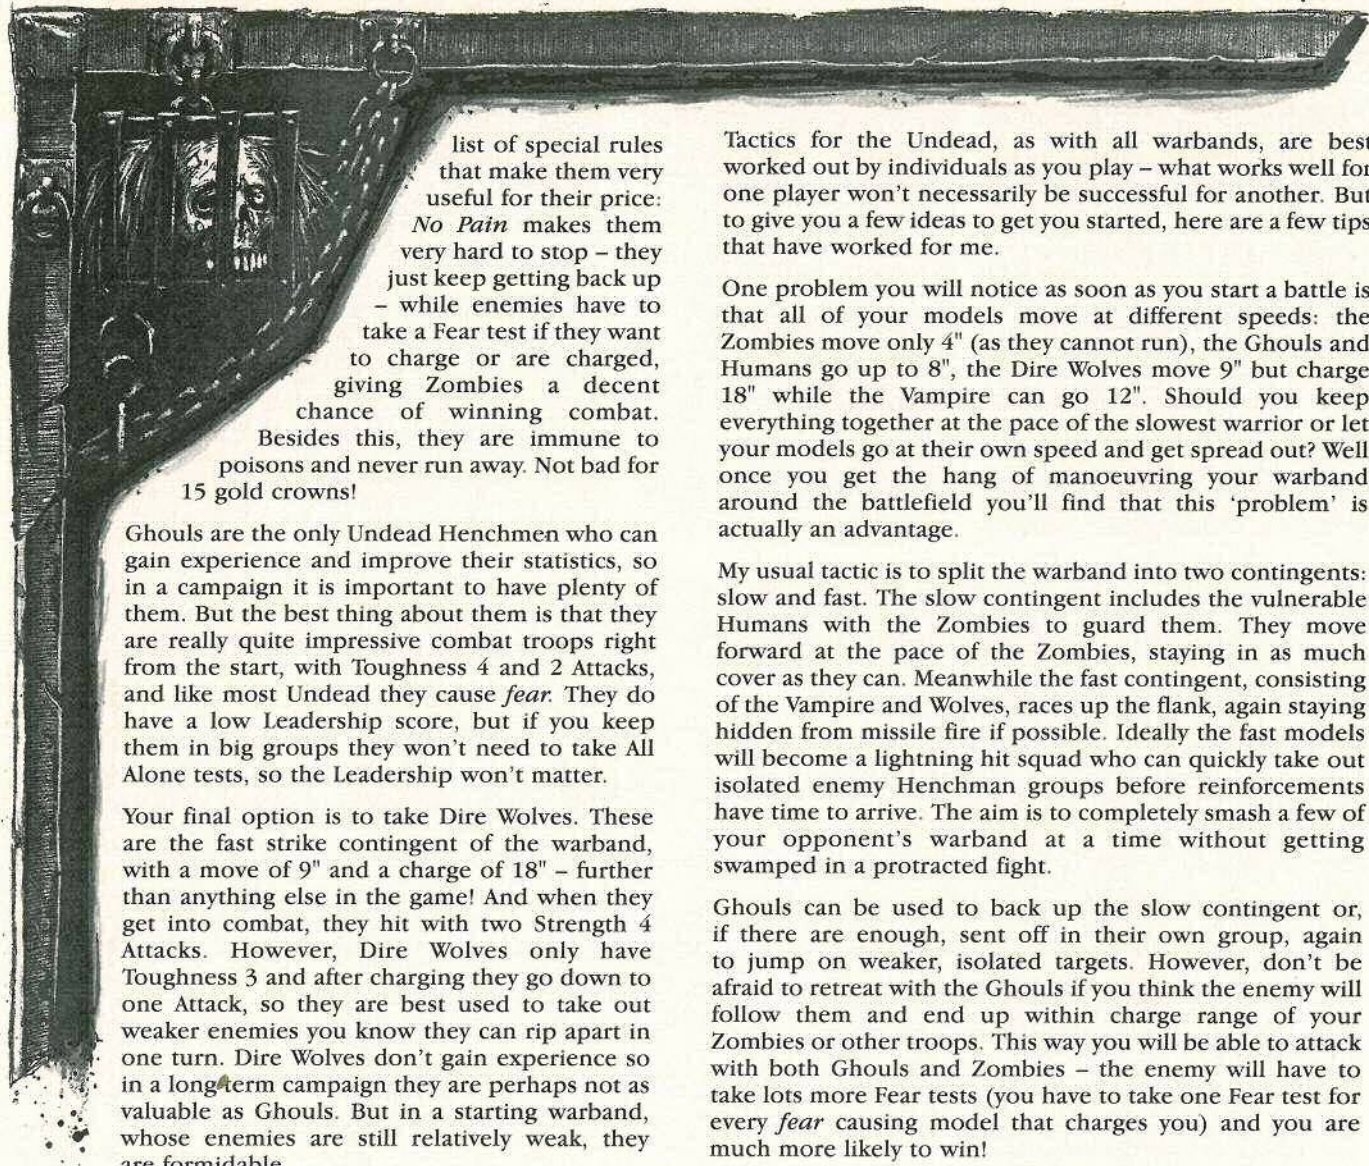 list of special rules
that make them very
useful for their price:
No Pain makes them
very hard to stop – they
just keep getting back up
– while enemies have to
take a Fear test if they want
to charge or are charged,
giving Zombies a decent
chance of winning combat.
Besides this, they are immune to
poisons and never run away. Not bad for
15 gold crowns!
Ghouls are the only Undead Henchmen who can
gain experience and improve their statistics, so
in a campaign it is important to have plenty of
them. But the best thing about them is that they
are really quite impressive combat troops right
from the start, with Toughness 4 and 2 Attacks,
and like most Undead they cause fear. They do
have a low Leadership score, but if you keep
them in big groups they won't need to take All
Alone tests, so the Leadership won't matter.
Your final option is to take Dire Wolves. These
are the fast strike contingent of the warband,
with a move of 9" and a charge of 18" – further
than anything else in the game! And when they
get into combat, they hit with two Strength 4
Attacks. However, Dire Wolves only have
Toughness 3 and after charging they go down to
one Attack, so they are best used to take out
weaker enemies you know they can rip apart in
one turn. Dire Wolves don't gain experience so
in a long term campaign they are perhaps not as
valuable as Ghouls. But in a starting warband,
whose enemies are still relatively weak, they
are formidable
Tactics for the Undead, as with all warbands, are best
worked out by individuals as you play – what works well for
one player won't necessarily be successful for another. But
to give you a few ideas to get you started, here are a few tips
that have worked for me.
One problem you will notice as soon as you start a battle is
that all of your models move at different speeds: the
Zombies move only 4" (as they cannot run), the Ghouls and
Humans go up to 8", the Dire Wolves move 9" but charge
18" while the Vampire can go 12". Should you keep
everything together at the pace of the slowest warrior or let
your models go at their own speed and get spread out? Well
once you get the hang of manoeuvring your warband
around the battlefield you'll find that this 'problem' is
actually an advantage.
My usual tactic is to split the warband into two contingents:
slow and fast. The slow contingent includes the vulnerable
Humans with the Zombies to guard them. They move
forward at the pace of the Zombies, staying in as much
cover as they can. Meanwhile the fast contingent, consisting
of the Vampire and Wolves, races up the flank, again staying
hidden from missile fire if possible. Ideally the fast models
will become a lightning hit squad who can quickly take out
isolated enemy Henchman groups before reinforcements
have time to arrive. The aim is to completely smash a few of
your opponent's warband at a time without getting
swamped in a protracted fight.
Ghouls can be used to back up the slow contingent or,
if there are enough, sent off in their own group, again
to jump on weaker, isolated targets. However, don't be
afraid to retreat with the Ghouls if you think the enemy will
follow them and end up within charge range of your
Zombies or other troops. This way you will be able to attack
with both Ghouls and Zombies – the enemy will have to
take lots more Fear tests (you have to take one Fear test for
every fear causing model that charges you) and you are
much more likely to win!